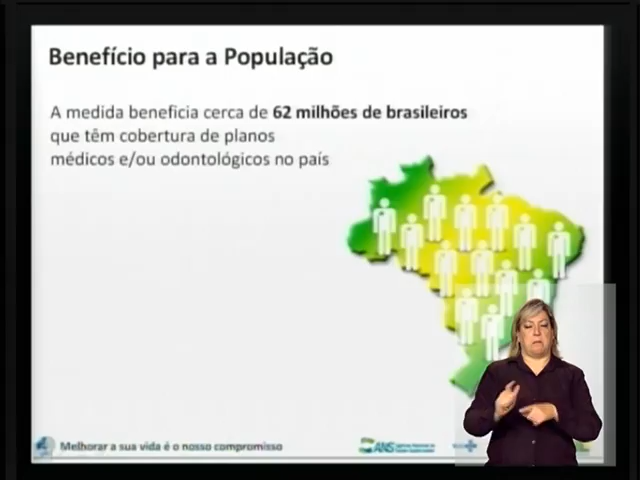 Benefício para a População
A medida beneficia cerca de 62 milhões de brasileiros
que têm cobertura de planos
médicos e/ou odontológicos no país
Melhorar a sua vida é o nosso compromisso
ANS